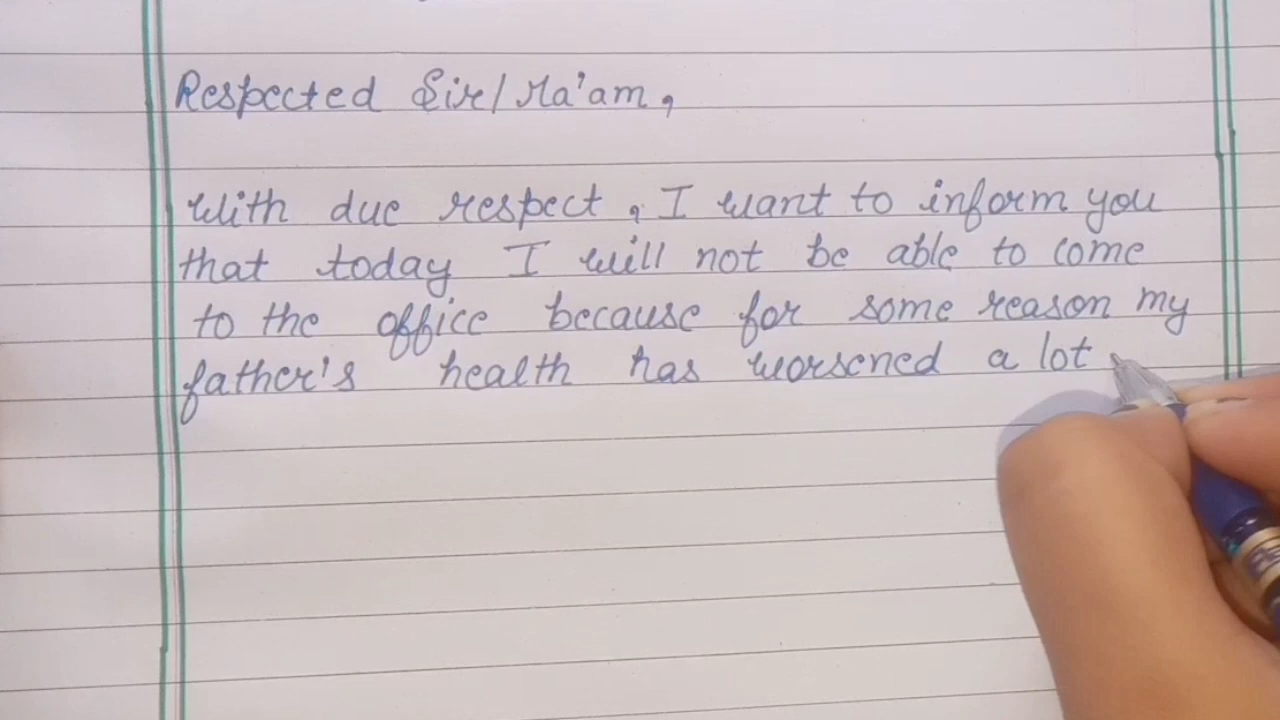 Respected Sir/Ma'am,
With due respect, I want to inform you
that today I will not be able to come
to the office because for some reason my
father's health has worsened a lot